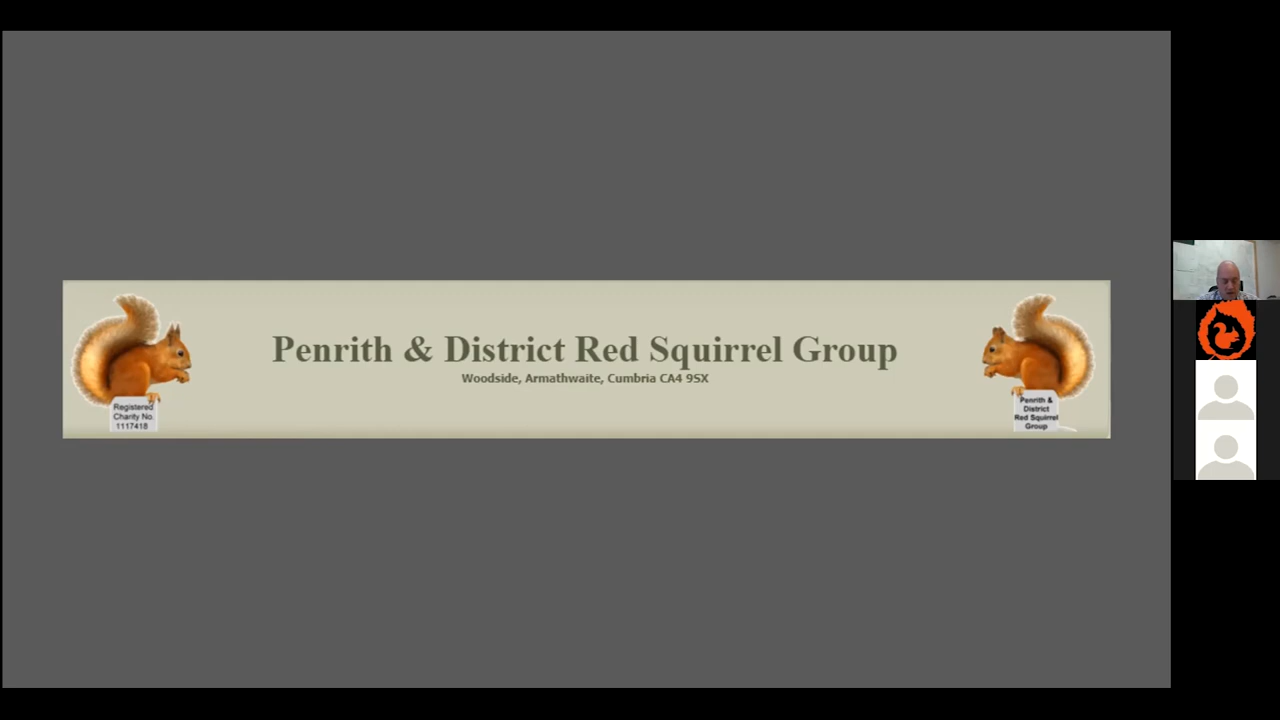 Penrith & District Red Squirrel Group
Woodside, Armathwaite, Cumbria CA4 9SX
Registered
Charity No.
1117418
Penrith &
District
Red Squirrel
Group